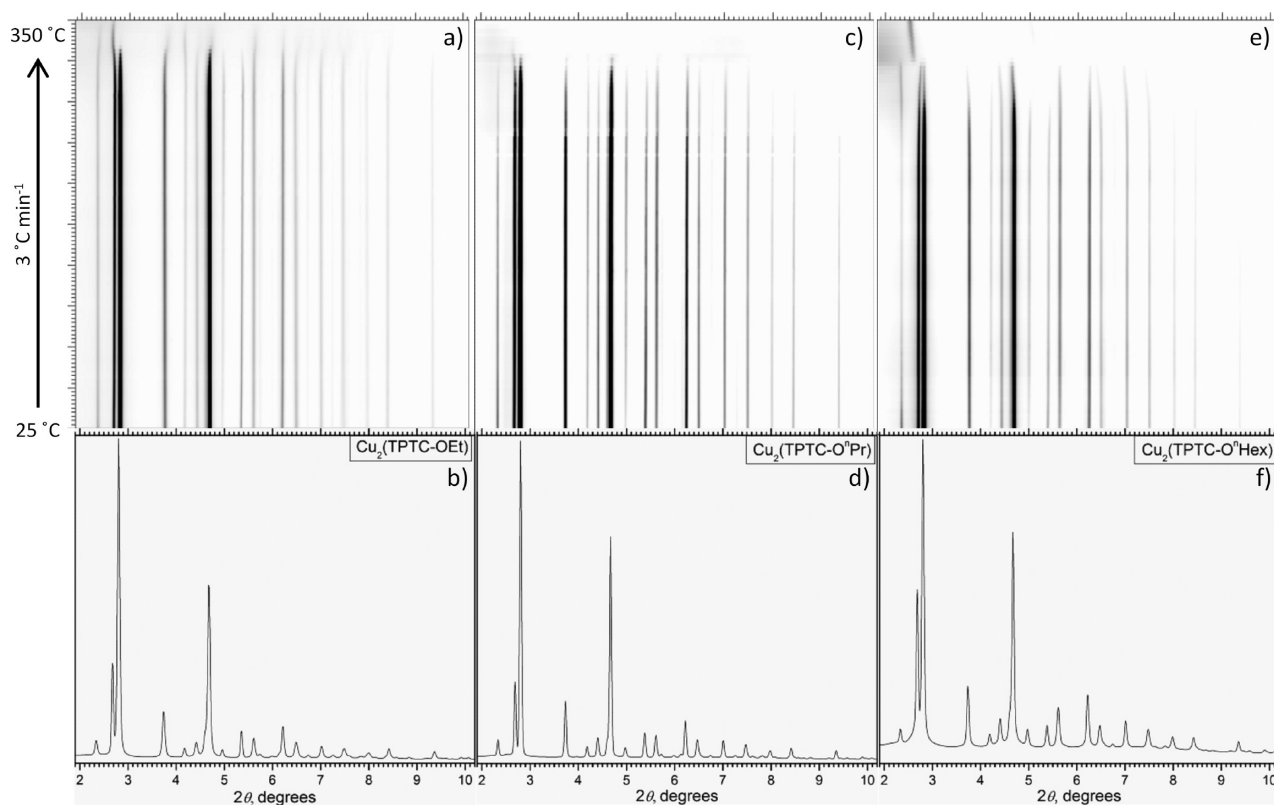 350 ˚C
a)
c)
e)
3 ˚C min⁻¹
25 ˚C
Cu₂(TPTC-OEt)
Cu₂(TPTC-OⁿPr)
Cu₂(TPTC-OⁿHex)
b)
d)
f)
2 3 4 5 6 7 8 9 10
2 3 4 5 6 7 8 9 10
2 3 4 5 6 7 8 9 10
2θ, degrees
2θ, degrees
2θ, degrees